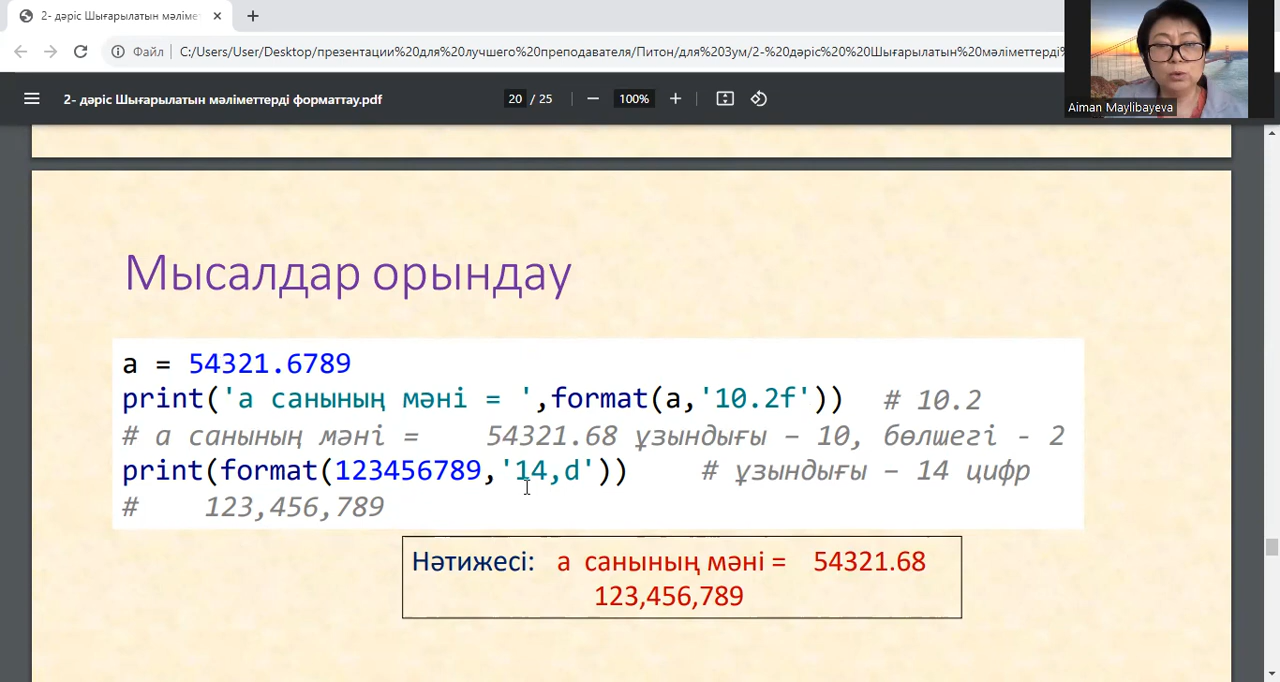 2- дәріс Шығарылатын мәліме
Файл C:/Users/User/Desktop/презентации%20для%20лучшего%20преподавателя/Питон/для%20Зум/2-%20дәріс%20%20Шығарылатын%20мәліметтерді%
2- дәріс Шығарылатын мәліметтерді форматтау.pdf 20 / 25 100%
Aiman Maylibayeva
Мысалдар орындау
a = 54321.6789
print('а санының мәні = ',format(a,'10.2f')) # 10.2
# а санының мәні = 54321.68 ұзындығы – 10, бөлшегі - 2
print(format(123456789,'14,d')) # ұзындығы – 14 цифр
# 123,456,789
Нәтижесі: а санының мәні = 54321.68
123,456,789